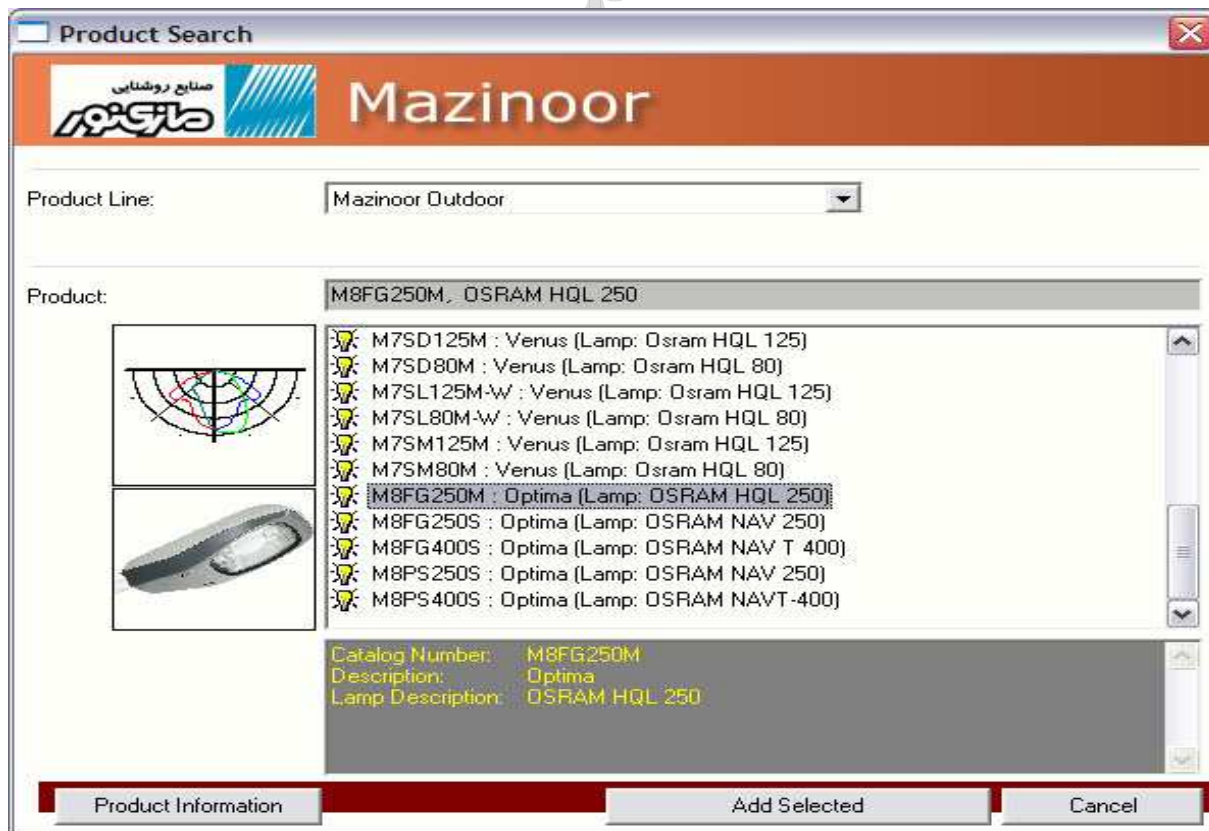 Product Search
صنایع روشنایی
مازی نور
Mazinoor
Product Line:
Mazinoor Outdoor
Product:
M8FG250M, OSRAM HQL 250
M7SD125M : Venus (Lamp: Osram HQL 125)
M7SD80M : Venus (Lamp: Osram HQL 80)
M7SL125M-W : Venus (Lamp: Osram HQL 125)
M7SL80M-W : Venus (Lamp: Osram HQL 80)
M7SM125M : Venus (Lamp: Osram HQL 125)
M7SM80M : Venus (Lamp: Osram HQL 80)
M8FG250M : Optima (Lamp: OSRAM HQL 250)
M8FG250S : Optima (Lamp: OSRAM NAV 250)
M8FG400S : Optima (Lamp: OSRAM NAV T 400)
M8PS250S : Optima (Lamp: OSRAM NAV 250)
M8PS400S : Optima (Lamp: OSRAM NAVT-400)
Catalog Number: M8FG250M
Description: Optima
Lamp Description: OSRAM HQL 250
Product Information
Add Selected
Cancel